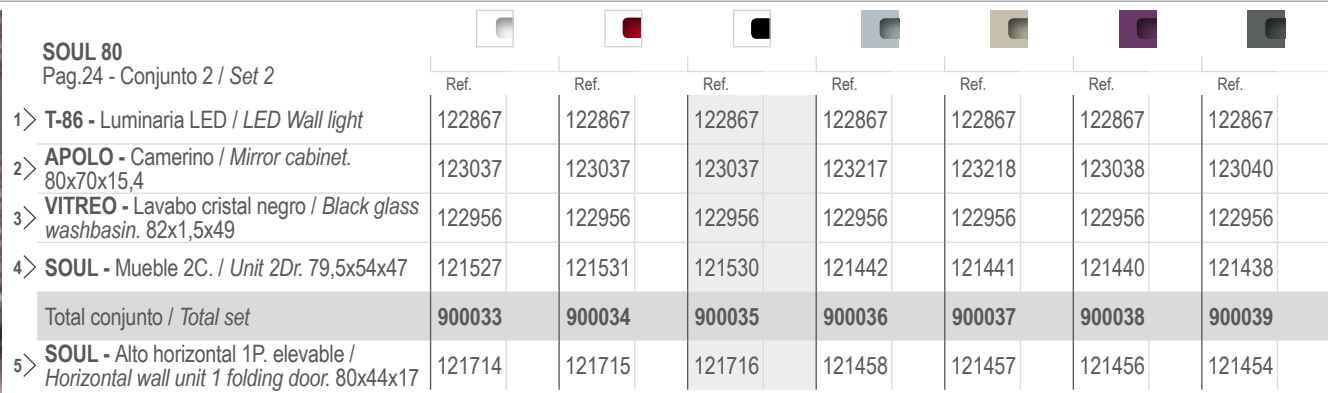 SOUL 80
Pag.24 - Conjunto 2 / Set 2
Ref. Ref. Ref. Ref. Ref. Ref. Ref.
1 T-86 - Luminaria LED / LED Wall light 122867 122867 122867 122867 122867 122867 122867
2 APOLO - Camerino / Mirror cabinet.
80x70x15,4 123037 123037 123037 123217 123218 123038 123040
3 VITREO - Lavabo cristal negro / Black glass
washbasin. 82x1,5x49 122956 122956 122956 122956 122956 122956 122956
4 SOUL - Mueble 2C. / Unit 2Dr. 79,5x54x47 121527 121531 121530 121442 121441 121440 121438
Total conjunto / Total set 900033 900034 900035 900036 900037 900038 900039
5 SOUL - Alto horizontal 1P. elevable /
Horizontal wall unit 1 folding door. 80x44x17 121714 121715 121716 121458 121457 121456 121454